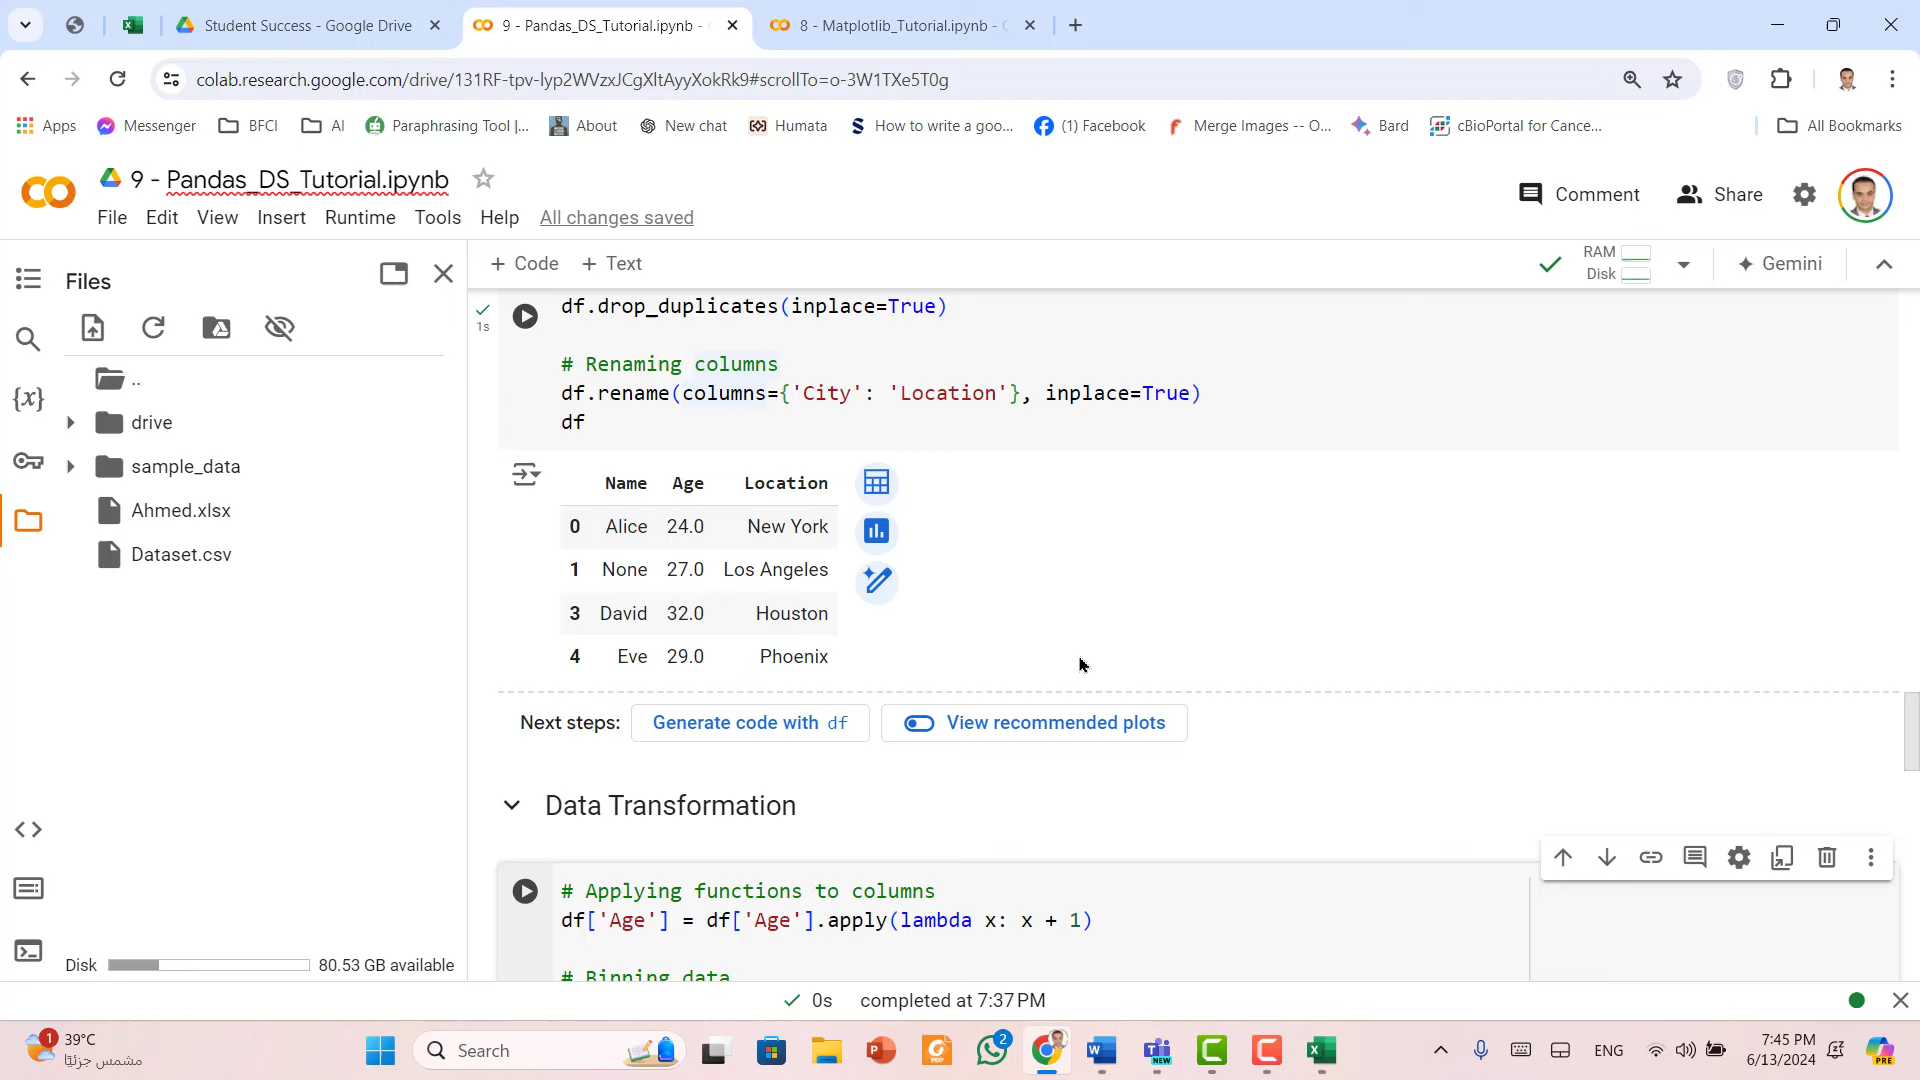 Student Success - Google Drive
9 - Pandas_DS_Tutorial.ipynb -
8 - Matplotlib_Tutorial.ipynb -
colab.research.google.com/drive/131RF-tpv-lyp2WVzxJCgXltAyyXokRk9#scrollTo=o-3W1TXe5T0g
Apps
Messenger
BFCI
AI
Paraphrasing Tool |...
About
New chat
Humata
How to write a goo...
(1) Facebook
Merge Images -- O...
Bard
cBioPortal for Cance...
All Bookmarks
9 - Pandas_DS_Tutorial.ipynb
Comment
Share
File Edit View Insert Runtime Tools Help All changes saved
Files
+ Code + Text
RAM
Disk
Gemini
..
drive
sample_data
Ahmed.xlsx
Dataset.csv
Disk 80.53 GB available
{x}
1s
df.drop_duplicates(inplace=True)
# Renaming columns
df.rename(columns={'City': 'Location'}, inplace=True)
df
Name Age Location
0 Alice 24.0 New York
1 None 27.0 Los Angeles
3 David 32.0 Houston
4 Eve 29.0 Phoenix
Next steps: Generate code with df View recommended plots
Data Transformation
# Applying functions to columns
df['Age'] = df['Age'].apply(lambda x: x + 1)
# Binning data
0s completed at 7:37 PM
1
39°C
مشمس جزئيًا
Search
2
NEW
ENG
7:45 PM
6/13/2024
PRE